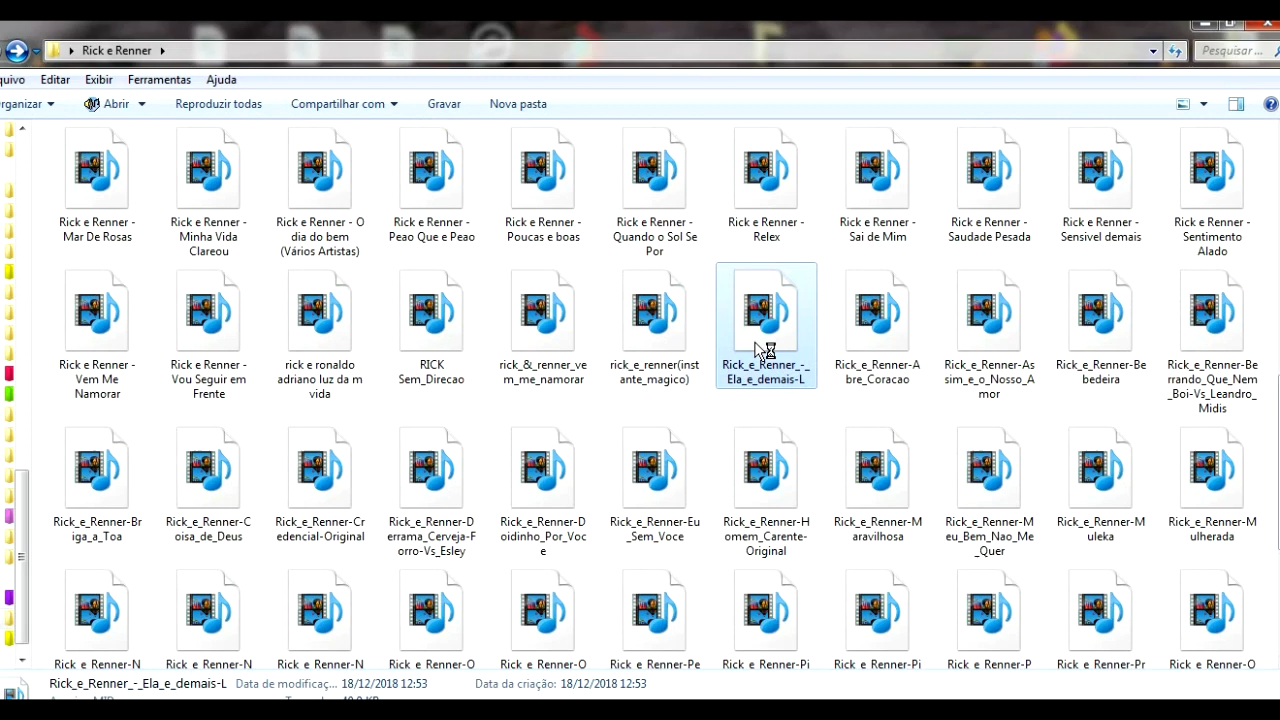 Rick e Renner
Pesquisar ...
quivo Editar Exibir Ferramentas Ajuda
rganizar Abrir Reproduzir todas Compartilhar com Gravar Nova pasta
Rick e Renner -
Mar De Rosas
Rick e Renner -
Minha Vida
Clareou
Rick e Renner - O
dia do bem
(Vários Artistas)
Rick e Renner -
Peao Que e Peao
Rick e Renner -
Poucas e boas
Rick e Renner -
Quando o Sol Se
Por
Rick e Renner -
Relex
Rick e Renner -
Sai de Mim
Rick e Renner -
Saudade Pesada
Rick e Renner -
Sensivel demais
Rick e Renner -
Sentimento
Alado
Rick e Renner -
Vem Me
Namorar
Rick e Renner -
Vou Seguir em
Frente
rick e ronaldo
adriano luz da m
vida
RICK
Sem_Direcao
rick_&_renner_ve
m_me_namorar
rick_e_renner(inst
ante_magico)
Rick_e_Renner_-_
Ela_e_demais-L
Rick_e_Renner-A
bre_Coracao
Rick_e_Renner-As
sim_e_o_Nosso_A
mor
Rick_e_Renner-Be
bedeira
Rick_e_Renner-Be
rrando_Que_Nem
_Boi-Vs_Leandro_
Midis
Rick_e_Renner-Br
iga_a_Toa
Rick_e_Renner-C
oisa_de_Deus
Rick_e_Renner-Cr
edencial-Original
Rick_e_Renner-D
errama_Cerveja-F
orro-Vs_Esley
Rick_e_Renner-D
oidinho_Por_Voc
e
Rick_e_Renner-Eu
_Sem_Voce
Rick_e_Renner-H
omem_Carente-
Original
Rick_e_Renner-M
aravilhosa
Rick_e_Renner-M
eu_Bem_Nao_Me
_Quer
Rick_e_Renner-M
uleka
Rick_e_Renner-M
ulherada
Rick_e_Renner-N
Rick_e_Renner-N
Rick_e_Renner-N
Rick_e_Renner-O
Rick_e_Renner-O
Rick_e_Renner-Pe
Rick_e_Renner-Pi
Rick_e_Renner-Pi
Rick_e_Renner-P
Rick_e_Renner-Pr
Rick_e_Renner-O
Rick_e_Renner_-_Ela_e_demais-L Data de modificaç... 18/12/2018 12:53 Data da criação: 18/12/2018 12:53